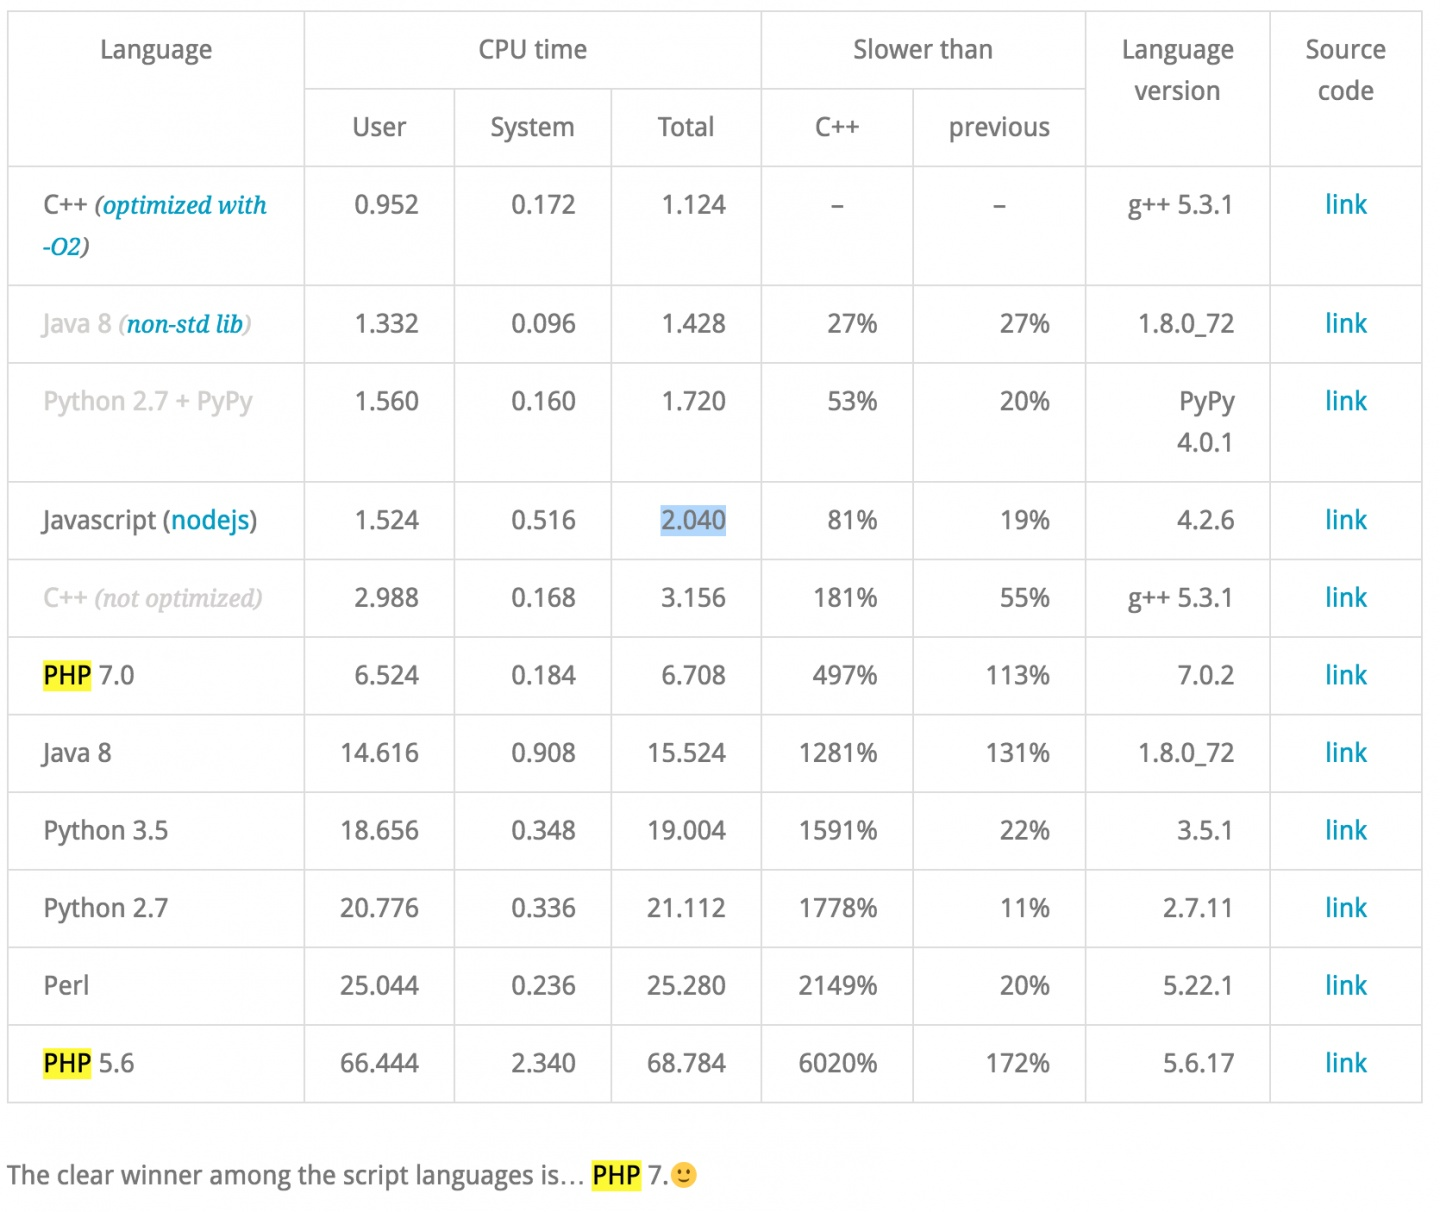 Language CPU time Slower than Language version Source code
User System Total C++ previous
C++ (optimized with -O2) 0.952 0.172 1.124 – – g++ 5.3.1 link
Java 8 (non-std lib) 1.332 0.096 1.428 27% 27% 1.8.0_72 link
Python 2.7 + PyPy 1.560 0.160 1.720 53% 20% PyPy 4.0.1 link
Javascript (nodejs) 1.524 0.516 2.040 81% 19% 4.2.6 link
C++ (not optimized) 2.988 0.168 3.156 181% 55% g++ 5.3.1 link
PHP 7.0 6.524 0.184 6.708 497% 113% 7.0.2 link
Java 8 14.616 0.908 15.524 1281% 131% 1.8.0_72 link
Python 3.5 18.656 0.348 19.004 1591% 22% 3.5.1 link
Python 2.7 20.776 0.336 21.112 1778% 11% 2.7.11 link
Perl 25.044 0.236 25.280 2149% 20% 5.22.1 link
PHP 5.6 66.444 2.340 68.784 6020% 172% 5.6.17 link
The clear winner among the script languages is… PHP 7.🙂